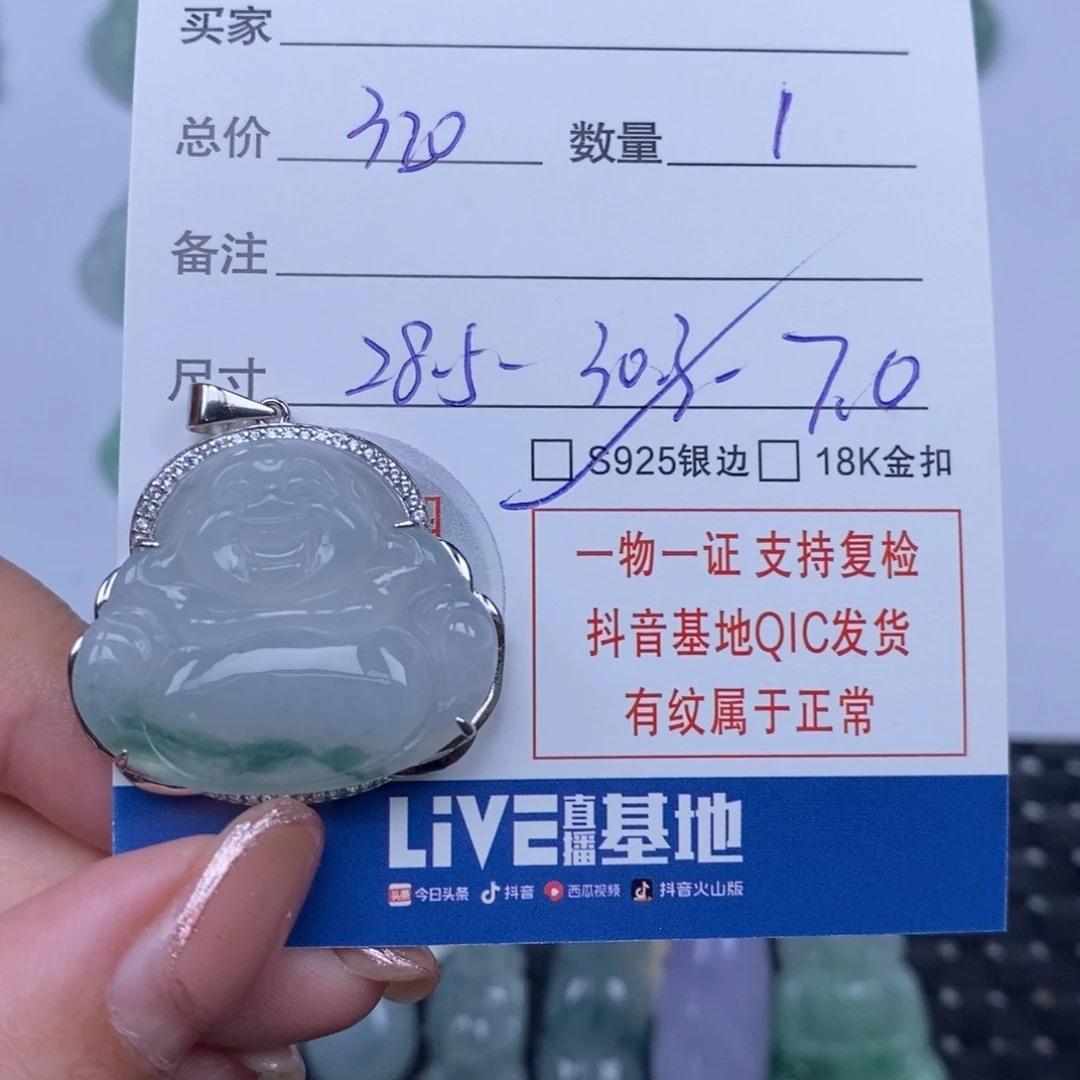 买家
总价 320 数量 1
备注
尺寸 28.5-30.5-7.0
S925银边 18K金扣
一物一证 支持复检
抖音基地QIC发货
有纹属于正常
LiVE直播基地
头条 今日头条 抖音 西瓜视频 抖音火山版